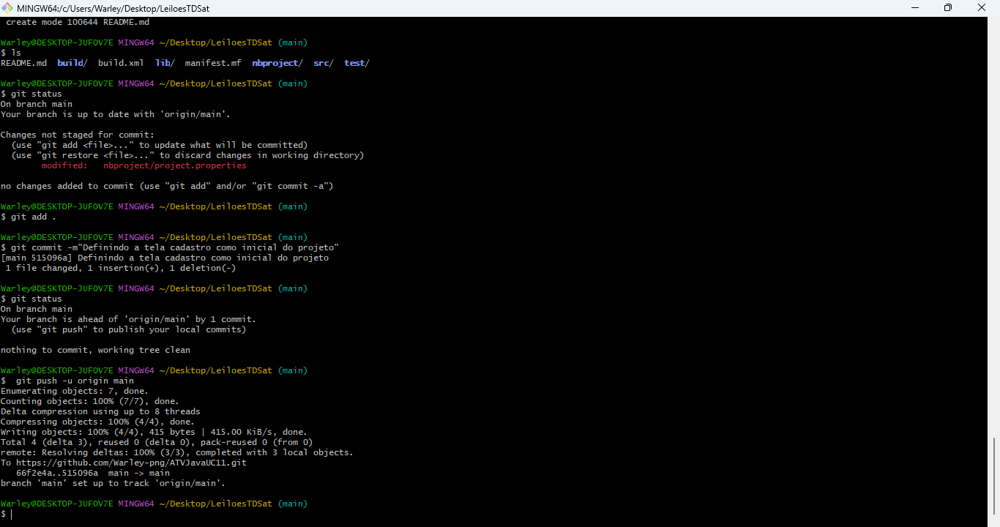 MINGW64:/c/Users/Warley/Desktop/LeiloesTDSat
create mode 100644 README.md
Warley@DESKTOP-JUFOV7E MINGW64 ~/Desktop/LeiloesTDSat (main)
$ ls
README.md  build/  build.xml  lib/  manifest.mf  nbproject/  src/  test/
Warley@DESKTOP-JUFOV7E MINGW64 ~/Desktop/LeiloesTDSat (main)
$ git status
On branch main
Your branch is up to date with 'origin/main'.
Changes not staged for commit:
  (use "git add <file>..." to update what will be committed)
  (use "git restore <file>..." to discard changes in working directory)
        modified:   nbproject/project.properties
no changes added to commit (use "git add" and/or "git commit -a")
Warley@DESKTOP-JUFOV7E MINGW64 ~/Desktop/LeiloesTDSat (main)
$ git add .
Warley@DESKTOP-JUFOV7E MINGW64 ~/Desktop/LeiloesTDSat (main)
$ git commit -m"Definindo a tela cadastro como inicial do projeto"
[main 515096a] Definindo a tela cadastro como inicial do projeto
 1 file changed, 1 insertion(+), 1 deletion(-)
Warley@DESKTOP-JUFOV7E MINGW64 ~/Desktop/LeiloesTDSat (main)
$ git status
On branch main
Your branch is ahead of 'origin/main' by 1 commit.
  (use "git push" to publish your local commits)
nothing to commit, working tree clean
Warley@DESKTOP-JUFOV7E MINGW64 ~/Desktop/LeiloesTDSat (main)
$  git push -u origin main
Enumerating objects: 7, done.
Counting objects: 100% (7/7), done.
Delta compression using up to 8 threads
Compressing objects: 100% (4/4), done.
Writing objects: 100% (4/4), 415 bytes | 415.00 KiB/s, done.
Total 4 (delta 3), reused 0 (delta 0), pack-reused 0 (from 0)
remote: Resolving deltas: 100% (3/3), completed with 3 local objects.
To https://github.com/Warley-png/ATVJavaUC11.git
   66f2e4a..515096a  main -> main
branch 'main' set up to track 'origin/main'.
Warley@DESKTOP-JUFOV7E MINGW64 ~/Desktop/LeiloesTDSat (main)
$